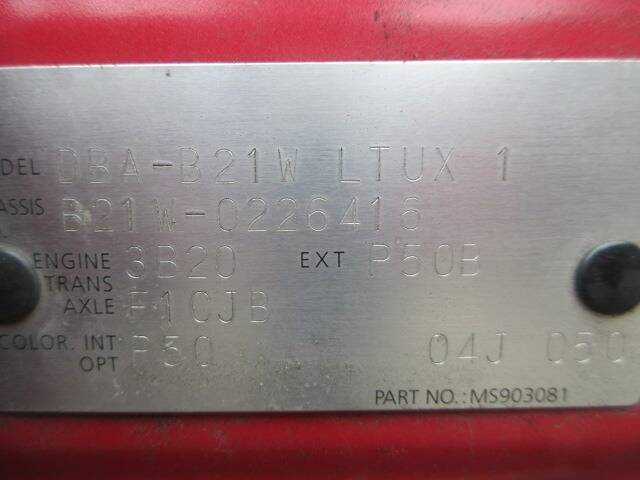 DEL DBA-B21W LTUX 1
ASSIS B21W-0226416
ENGINE 3B20 EXT P50B
TRANS
AXLE F1CJB
COLOR. INT P50 04J 050
OPT
PART NO.:MS903081